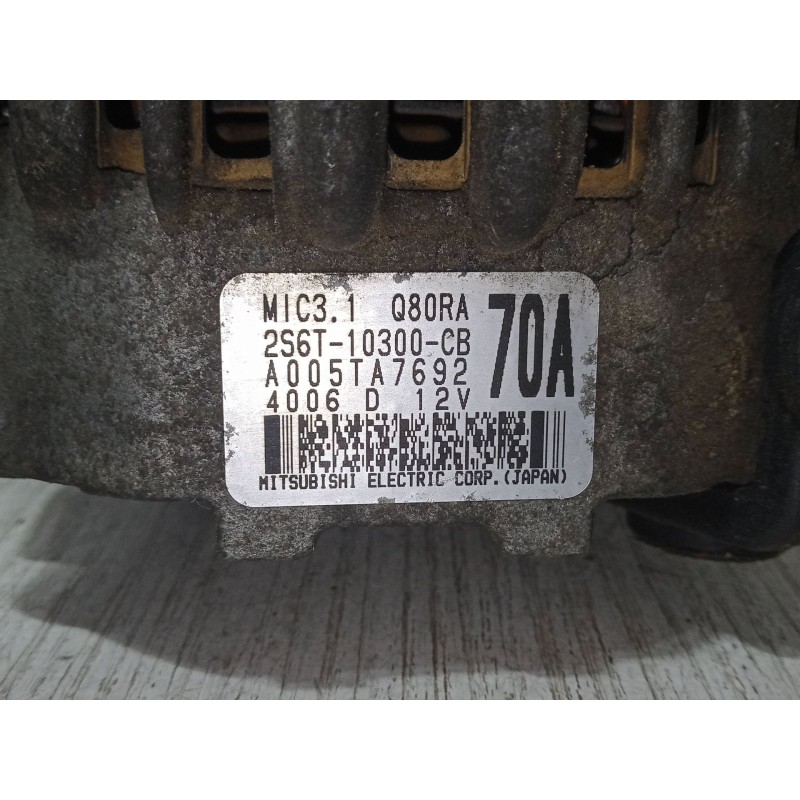 MIC3.1 Q80RA 70A
2S6T-10300-CB
A005TA7692
4006 D 12V
MITSUBISHI ELECTRIC CORP.(JAPAN)